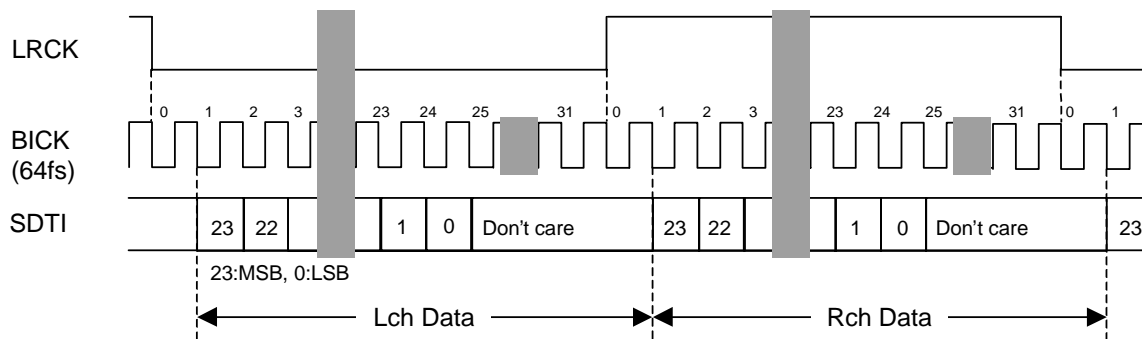 LRCK
0 1 2 3 23 24 25 31 0 1 2 3 23 24 25 31 0 1
BICK
(64fs)
SDTI 23 22 1 0 Don't care 23 22 1 0 Don't care 23
23:MSB, 0:LSB
Lch Data Rch Data